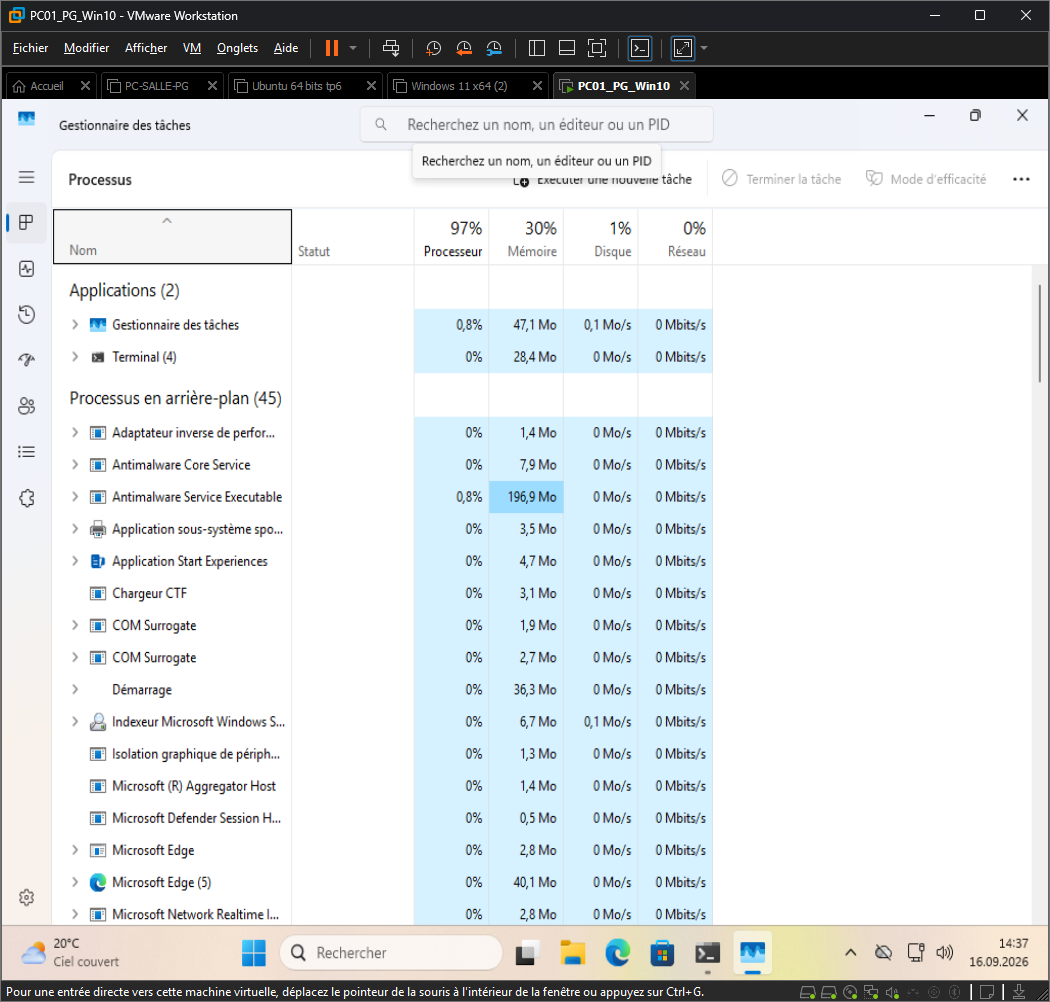 PC01_PG_Win10 - VMware Workstation
Fichier Modifier Afficher VM Onglets Aide
Accueil PC-SALLE-PG Ubuntu 64 bits tp6 Windows 11 x64 (2) PC01_PG_Win10
Gestionnaire des tâches Recherchez un nom, un éditeur ou un PID
Recherchez un nom, un éditeur ou un PID
Processus Exécuter une nouvelle tâche Terminer la tâche Mode d'efficacité
97% 30% 1% 0%
Nom Statut Processeur Mémoire Disque Réseau
Applications (2)
Gestionnaire des tâches 0,8% 47,1 Mo 0,1 Mo/s 0 Mbits/s
Terminal (4) 0% 28,4 Mo 0 Mo/s 0 Mbits/s
Processus en arrière-plan (45)
Adaptateur inverse de perfor... 0% 1,4 Mo 0 Mo/s 0 Mbits/s
Antimalware Core Service 0% 7,9 Mo 0 Mo/s 0 Mbits/s
Antimalware Service Executable 0,8% 196,9 Mo 0 Mo/s 0 Mbits/s
Application sous-système spo... 0% 3,5 Mo 0 Mo/s 0 Mbits/s
Application Start Experiences 0% 4,7 Mo 0 Mo/s 0 Mbits/s
Chargeur CTF 0% 3,1 Mo 0 Mo/s 0 Mbits/s
COM Surrogate 0% 1,9 Mo 0 Mo/s 0 Mbits/s
COM Surrogate 0% 2,7 Mo 0 Mo/s 0 Mbits/s
Démarrage 0% 36,3 Mo 0 Mo/s 0 Mbits/s
Indexeur Microsoft Windows S... 0% 6,7 Mo 0,1 Mo/s 0 Mbits/s
Isolation graphique de périph... 0% 1,3 Mo 0 Mo/s 0 Mbits/s
Microsoft (R) Aggregator Host 0% 1,4 Mo 0 Mo/s 0 Mbits/s
Microsoft Defender Session H... 0% 0,5 Mo 0 Mo/s 0 Mbits/s
Microsoft Edge 0% 2,8 Mo 0 Mo/s 0 Mbits/s
Microsoft Edge (5) 0% 40,1 Mo 0 Mo/s 0 Mbits/s
Microsoft Network Realtime I... 0% 2,8 Mo 0 Mo/s 0 Mbits/s
20°C
Ciel couvert
Rechercher
14:37
16.09.2026
Pour une entrée directe vers cette machine virtuelle, déplacez le pointeur de la souris à l'intérieur de la fenêtre ou appuyez sur Ctrl+G.